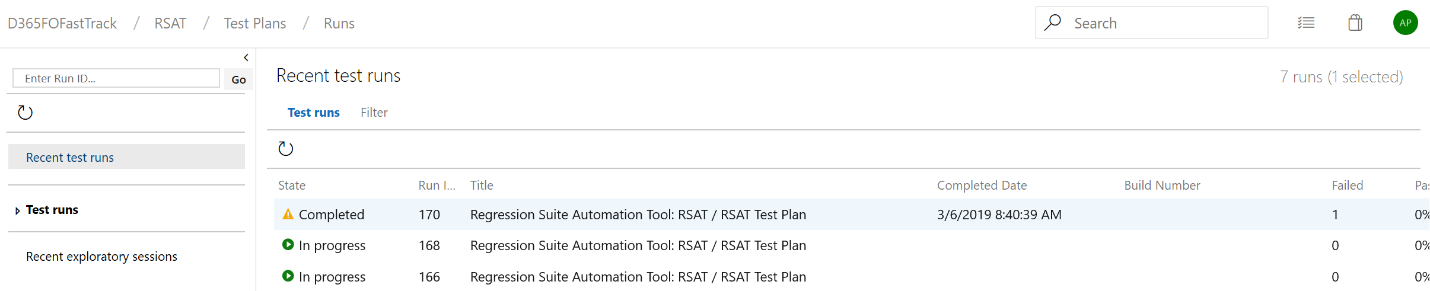 D365FOFastTrack / RSAT / Test Plans / Runs
Search
AP
Enter Run ID...
Go
Recent test runs
Test runs
Recent exploratory sessions
Recent test runs
7 runs (1 selected)
Test runs Filter
State Run I... Title Completed Date Build Number Failed Pas
Completed 170 Regression Suite Automation Tool: RSAT / RSAT Test Plan 3/6/2019 8:40:39 AM 1 0%
In progress 168 Regression Suite Automation Tool: RSAT / RSAT Test Plan 0 0%
In progress 166 Regression Suite Automation Tool: RSAT / RSAT Test Plan 0 0%